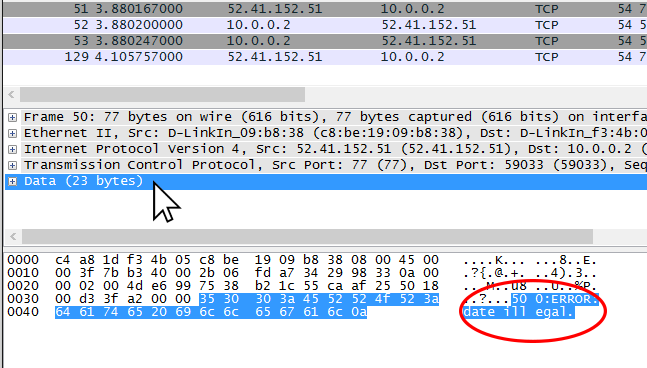 51 3.880167000 52.41.152.51 10.0.0.2 TCP 54 7
52 3.880200000 10.0.0.2 52.41.152.51 TCP 54 5
53 3.880247000 10.0.0.2 52.41.152.51 TCP 54 5
129 4.105757000 52.41.152.51 10.0.0.2 TCP 54 7
Frame 50: 77 bytes on wire (616 bits), 77 bytes captured (616 bits) on interfa
Ethernet II, Src: D-LinkIn_09:b8:38 (c8:be:19:09:b8:38), Dst: D-LinkIn_f3:4b:0
Internet Protocol Version 4, Src: 52.41.152.51 (52.41.152.51), Dst: 10.0.0.2 (
Transmission Control Protocol, Src Port: 77 (77), Dst Port: 59033 (59033), Seq
Data (23 bytes)
0000 c4 a8 1d f3 4b 05 c8 be 19 09 b8 38 08 00 45 00 ....K... ...8..E.
0010 00 3f 7b b3 40 00 2b 06 fd a7 34 29 98 33 0a 00 .?{.@.+. ..4).3..
0020 00 02 00 4d e6 99 75 38 b2 1c 55 ca af 25 50 18 ...M..u8 ..U..%P.
0030 00 d3 3f a2 00 00 35 30 30 3a 45 52 52 4f 52 3a ..?...50 0:ERROR:
0040 64 61 74 65 20 69 6c 6c 65 67 61 6c 0a date ill egal.